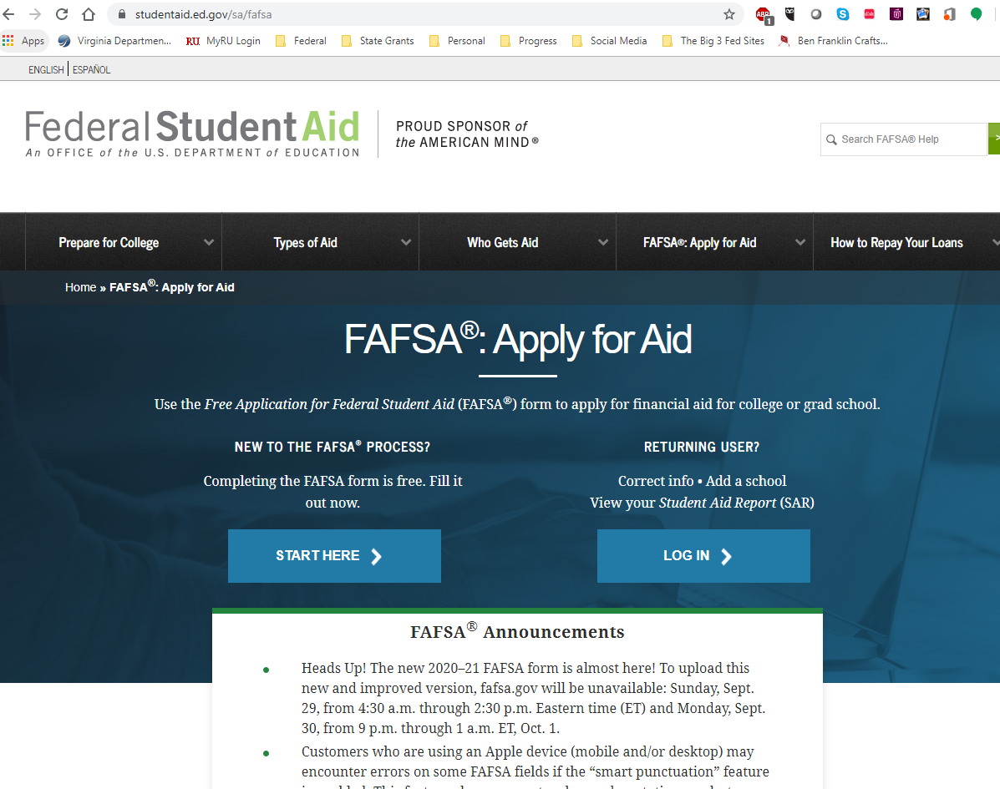 studentaid.ed.gov/sa/fafsa
ABP
1
Apps
Virginia Departmen...
RU MyRU Login
Federal
State Grants
Personal
Progress
Social Media
The Big 3 Fed Sites
Ben Franklin Crafts...
ENGLISH | ESPAÑOL
Federal Student Aid
An OFFICE of the U.S. DEPARTMENT of EDUCATION
PROUD SPONSOR of
the AMERICAN MIND®
Search FAFSA® Help
>
Prepare for College
Types of Aid
Who Gets Aid
FAFSA®: Apply for Aid
How to Repay Your Loans
Home » FAFSA®: Apply for Aid
FAFSA®: Apply for Aid
Use the Free Application for Federal Student Aid (FAFSA®) form to apply for financial aid for college or grad school.
NEW TO THE FAFSA® PROCESS?
Completing the FAFSA form is free. Fill it
out now.
START HERE
RETURNING USER?
Correct info • Add a school
View your Student Aid Report (SAR)
LOG IN
FAFSA® Announcements
• Heads Up! The new 2020–21 FAFSA form is almost here! To upload this
new and improved version, fafsa.gov will be unavailable: Sunday, Sept.
29, from 4:30 a.m. through 2:30 p.m. Eastern time (ET) and Monday, Sept.
30, from 9 p.m. through 1 a.m. ET, Oct. 1.
• Customers who are using an Apple device (mobile and/or desktop) may
encounter errors on some FAFSA fields if the “smart punctuation” feature